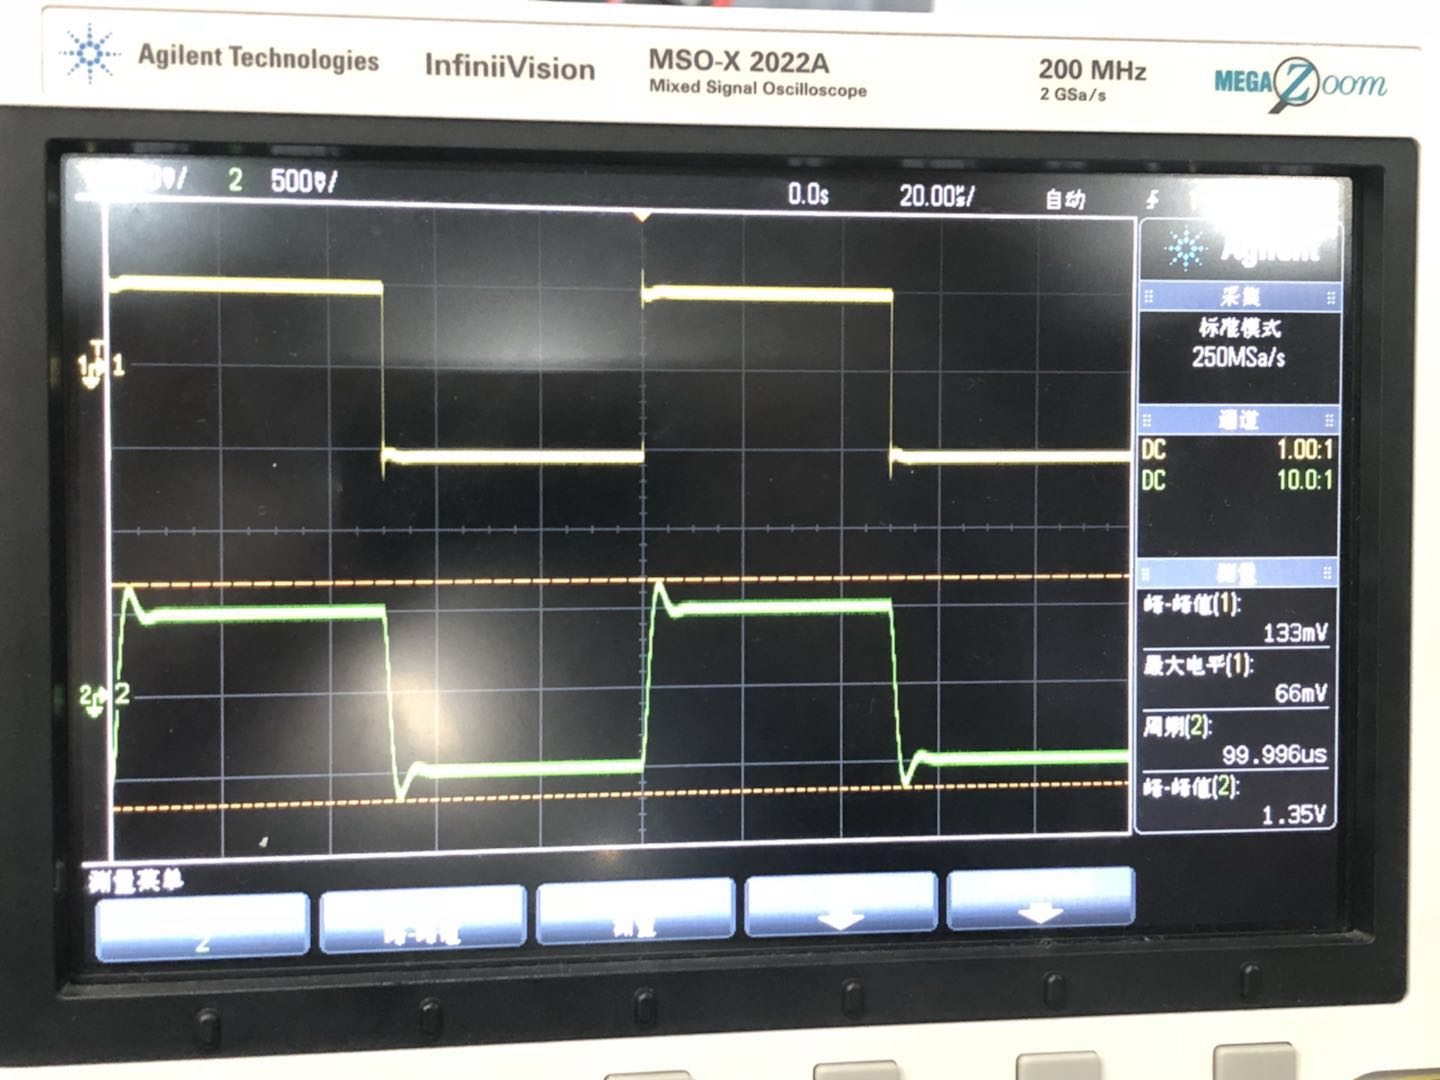 Agilent Technologies InfiniiVision MSO-X 2022A 200 MHz MEGA Zoom
Mixed Signal Oscilloscope 2 GSa/s
2 500V/ 0.0s 20.00us/ 自动
Agilent
采集
标准模式
250MSa/s
通道
DC 1.00:1
DC 10.0:1
测量
峰-峰值(1):
133mV
最大电平(1):
66mV
周期(2):
99.996us
峰-峰值(2):
1.35V
T
1 1
2 2
测量菜单
2 峰-峰值 测量